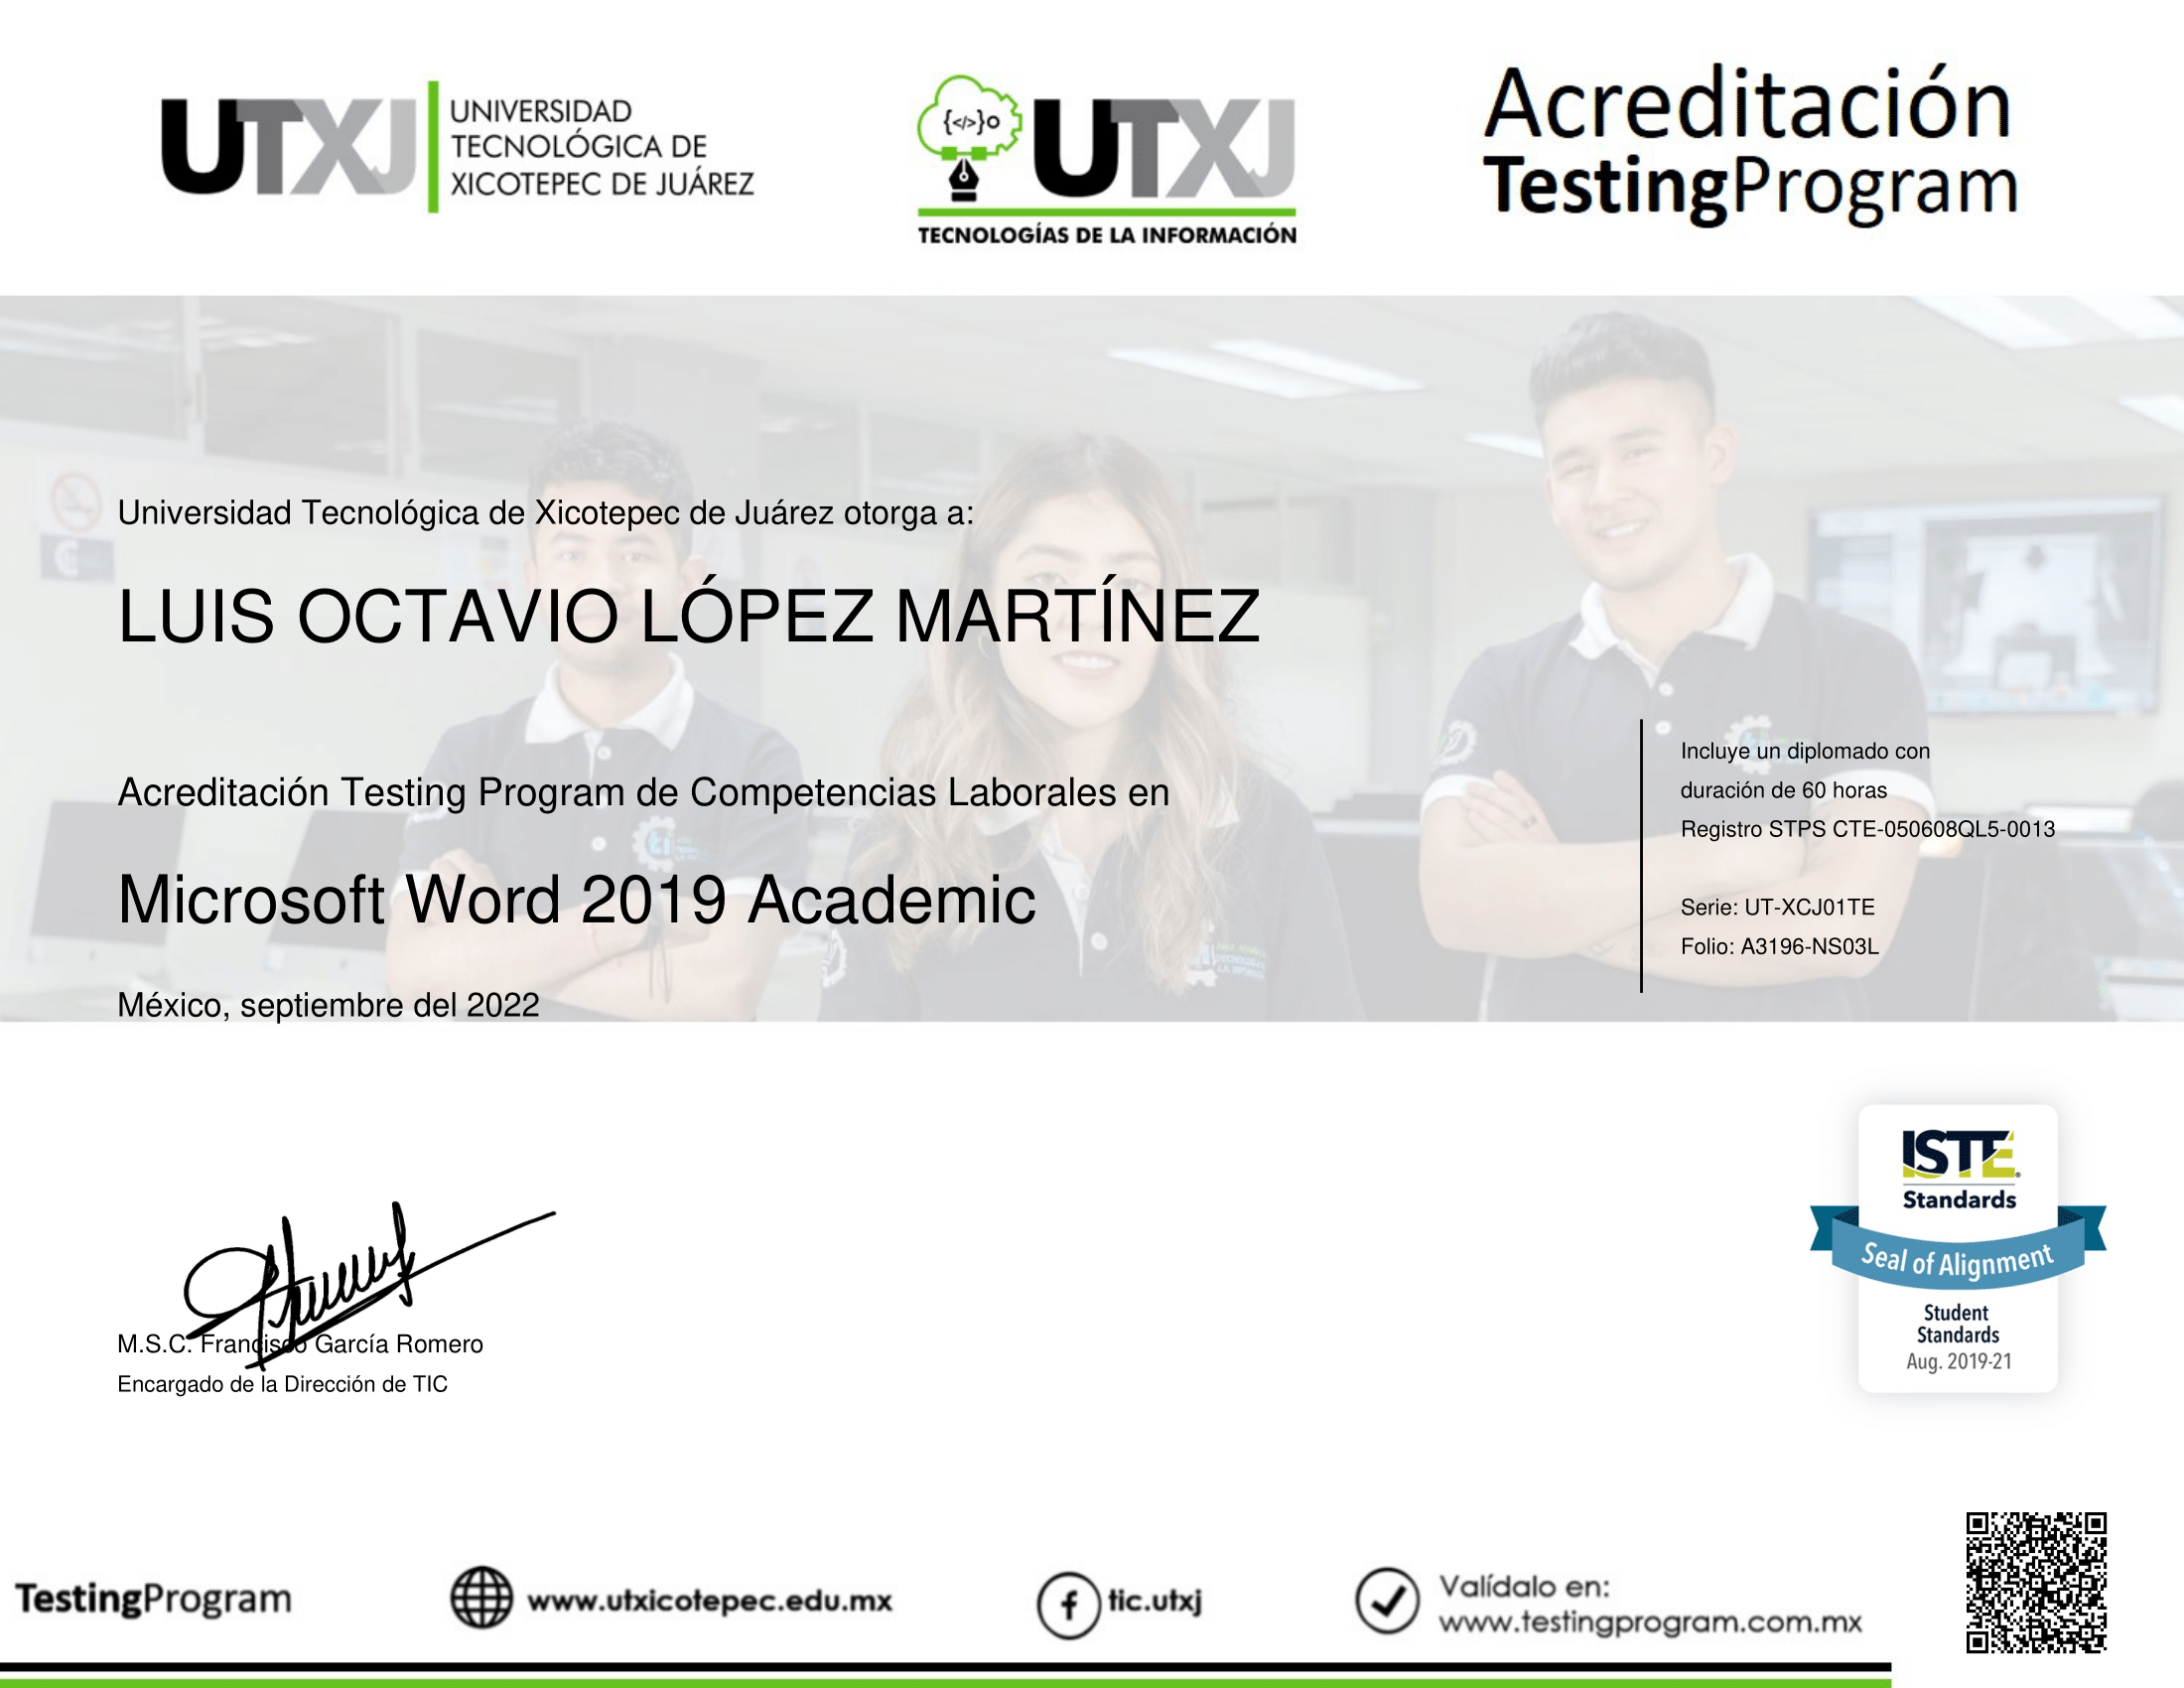 UTXJ
UNIVERSIDAD
TECNOLÓGICA DE
XICOTEPEC DE JUÁREZ
{</>}
UTXJ
TECNOLOGÍAS DE LA INFORMACIÓN
Acreditación
TestingProgram
Universidad Tecnológica de Xicotepec de Juárez otorga a:
LUIS OCTAVIO LÓPEZ MARTÍNEZ
Acreditación Testing Program de Competencias Laborales en
Microsoft Word 2019 Academic
México, septiembre del 2022
Incluye un diplomado con
duración de 60 horas
Registro STPS CTE-050608QL5-0013
Serie: UT-XCJ01TE
Folio: A3196-NS03L
M.S.C. Francisco García Romero
Encargado de la Dirección de TIC
ISTE®
Standards
Seal of Alignment
Student
Standards
Aug. 2019-21
TestingProgram
www.utxicotepec.edu.mx
f tic.utxj
Valídalo en:
www.testingprogram.com.mx